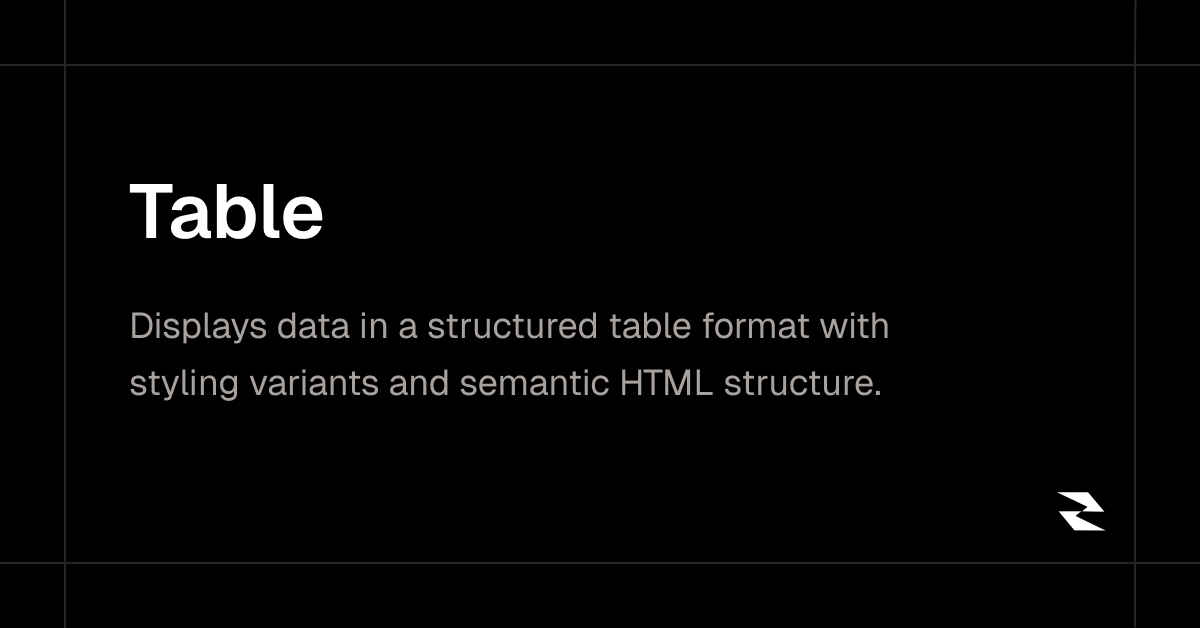 Table
Displays data in a structured table format with
styling variants and semantic HTML structure.